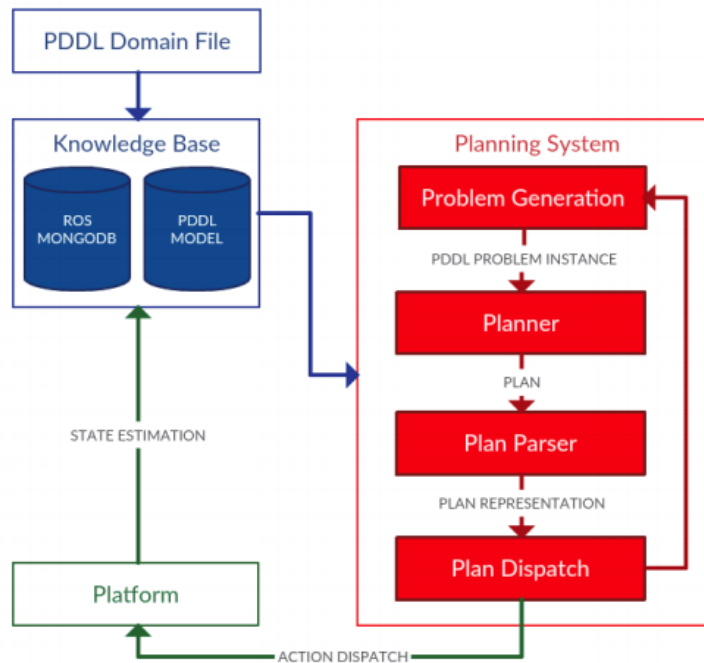 PDDL Domain File
Knowledge Base
ROS
MONGODB
PDDL
MODEL
STATE ESTIMATION
Platform
Planning System
Problem Generation
PDDL PROBLEM INSTANCE
Planner
PLAN
Plan Parser
PLAN REPRESENTATION
Plan Dispatch
ACTION DISPATCH